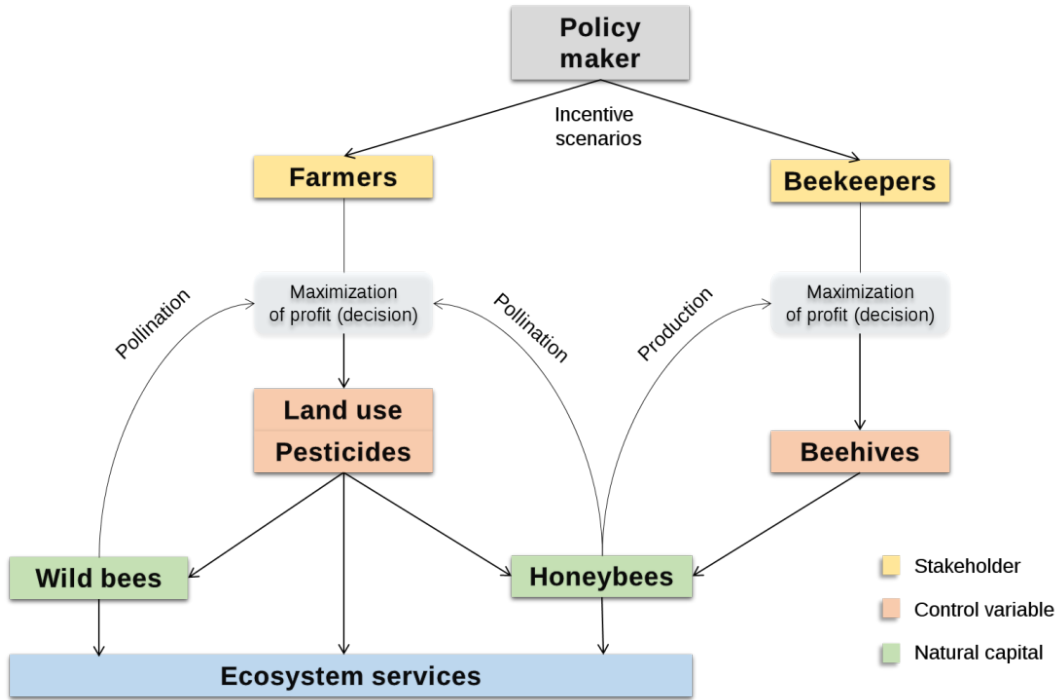 Policy
maker
Incentive
scenarios
Farmers
Beekeepers
Maximization
of profit (decision)
Maximization
of profit (decision)
Pollination
Pollination
Production
Land use
Pesticides
Beehives
Wild bees
Honeybees
Stakeholder
Control variable
Natural capital
Ecosystem services